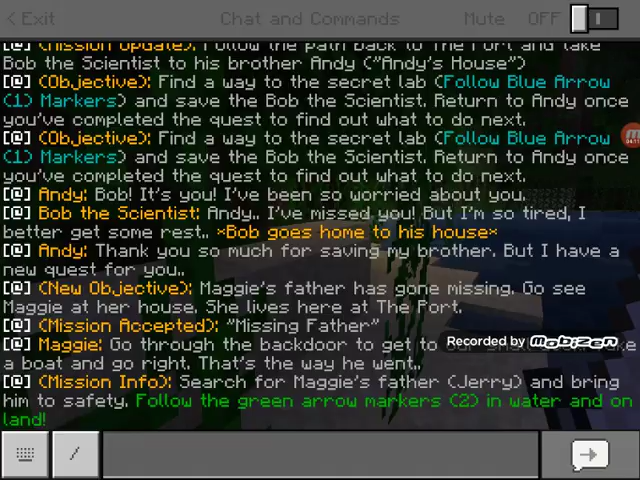 < Exit Chat and Commands Mute OFF
[@] (Mission Update): Follow the path back to The Port and take
Bob the Scientist to his brother Andy ("Andy's House")
[@] (Objective): Find a way to the secret lab (Follow Blue Arrow
(1) Markers) and save the Bob the Scientist. Return to Andy once
you've completed the quest to find out what to do next.
[@] (Objective): Find a way to the secret lab (Follow Blue Arrow
(1) Markers) and save the Bob the Scientist. Return to Andy once
you've completed the quest to find out what to do next.
[@] Andy: Bob! It's you! I've been so worried about you.
[@] Bob the Scientist: Andy.. I've missed you! But I'm so tired, I
better get some rest.. *Bob goes home to his house*
[@] Andy: Thank you so much for saving my brother. But I have a
new quest for you..
[@] (New Objective): Maggie's father has gone missing. Go see
Maggie at her house. She lives here at The Port.
[@] (Mission Accepted): "Missing Father"
[@] Maggie: Go through the backdoor to get to
a boat and go right. That's the way he went..
Recorded by Mobizen
[@] (Mission Info): Search for Maggie's father (Jerry) and bring
him to safety. Follow the green arrow markers (2) in water and on
land!
/